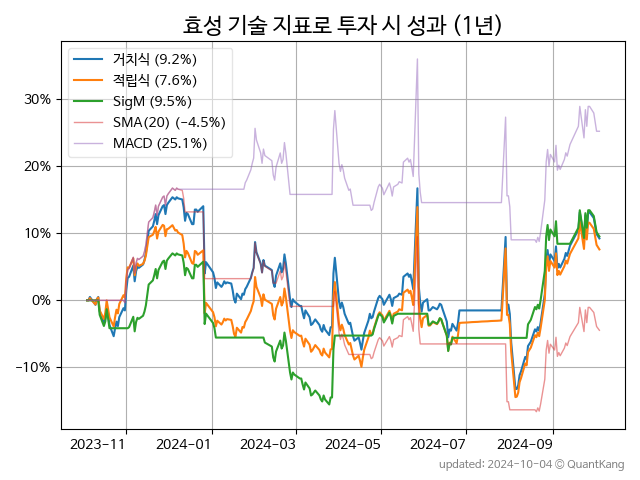 효성 기술 지표로 투자 시 성과 (1년)
거치식 (9.2%)
적립식 (7.6%)
SigM (9.5%)
SMA(20) (-4.5%)
MACD (25.1%)
30%
20%
10%
0%
-10%
2023-11
2024-01
2024-03
2024-05
2024-07
2024-09
updated: 2024-10-04 © QuantKang